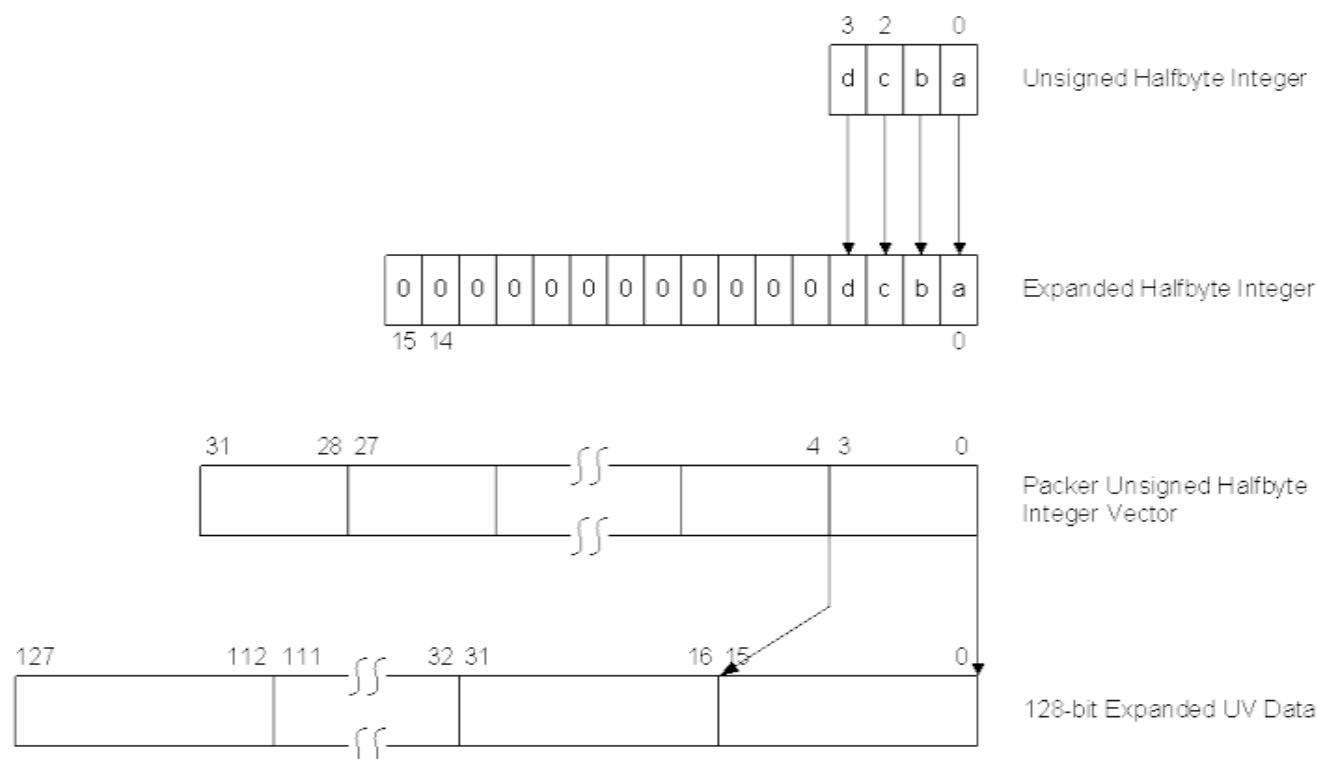 3 2 0
d c b a Unsigned Halfbyte Integer
0 0 0 0 0 0 0 0 0 0 0 0 d c b a Expanded Halfbyte Integer
15 14 0
31 28 27 4 3 0
Packer Unsigned Halfbyte
Integer Vector
127 112 111 32 31 16 15 0
128-bit Expanded UV Data